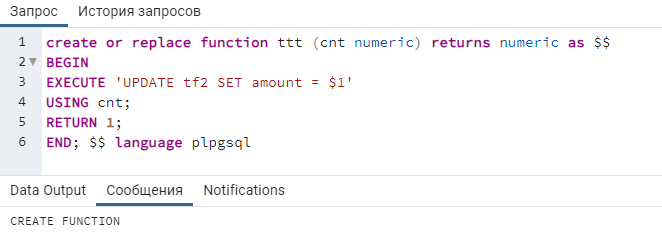 Запрос История запросов
1 create or replace function ttt (cnt numeric) returns numeric as $$
2 BEGIN
3 EXECUTE 'UPDATE tf2 SET amount = $1'
4 USING cnt;
5 RETURN 1;
6 END; $$ language plpgsql
Data Output Сообщения Notifications
CREATE FUNCTION